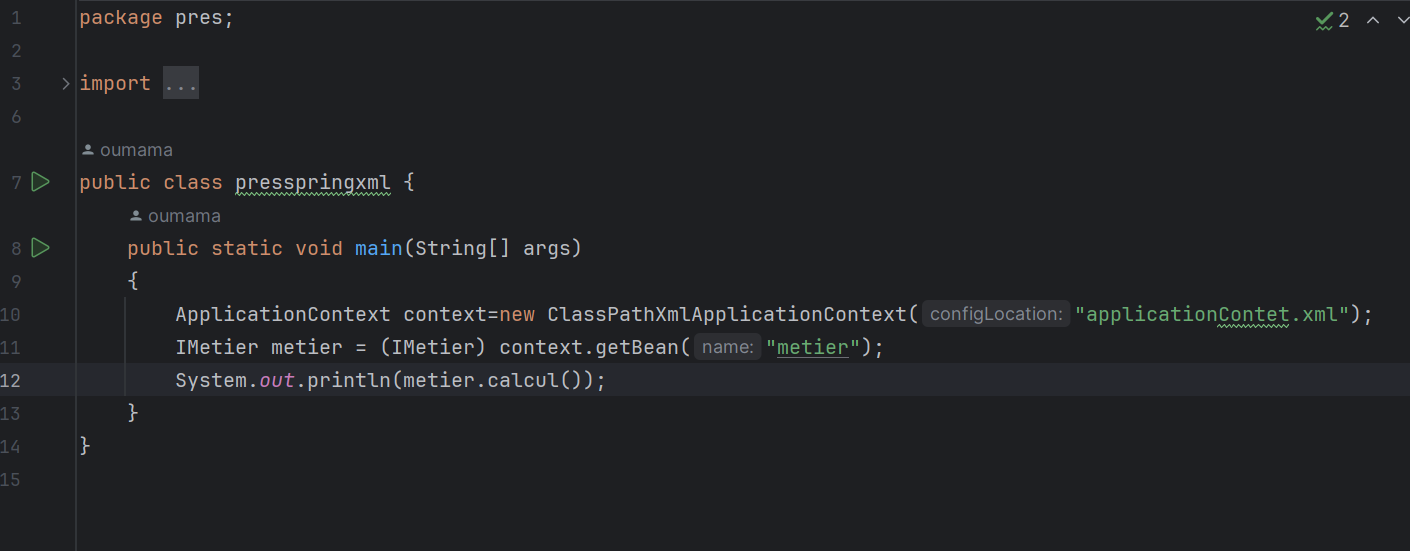 1 package pres;
2
3 import ...
6
oumama
7 public class presspringxml {
oumama
8 public static void main(String[] args)
9 {
10 ApplicationContext context=new ClassPathXmlApplicationContext( configLocation: "applicationContet.xml");
11 IMetier metier = (IMetier) context.getBean( name: "metier");
12 System.out.println(metier.calcul());
13 }
14 }
15
2